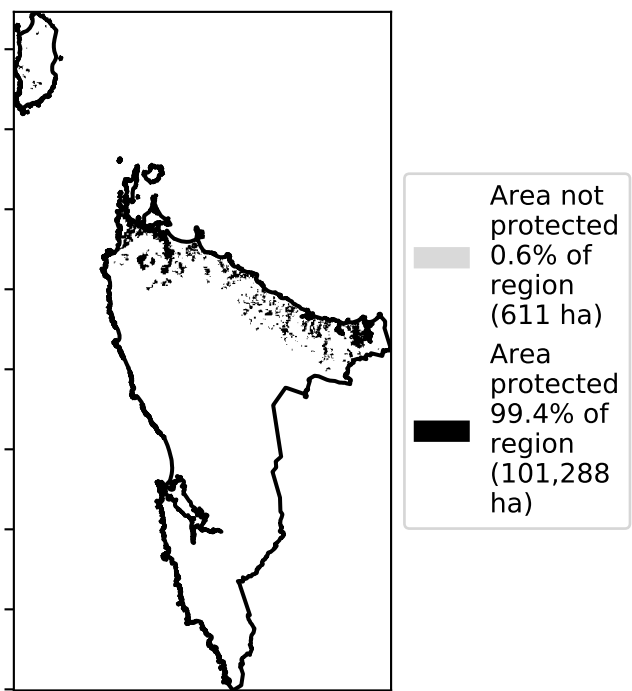 Area not
protected
0.6% of
region
(611 ha)
Area
protected
99.4% of
region
(101,288
ha)